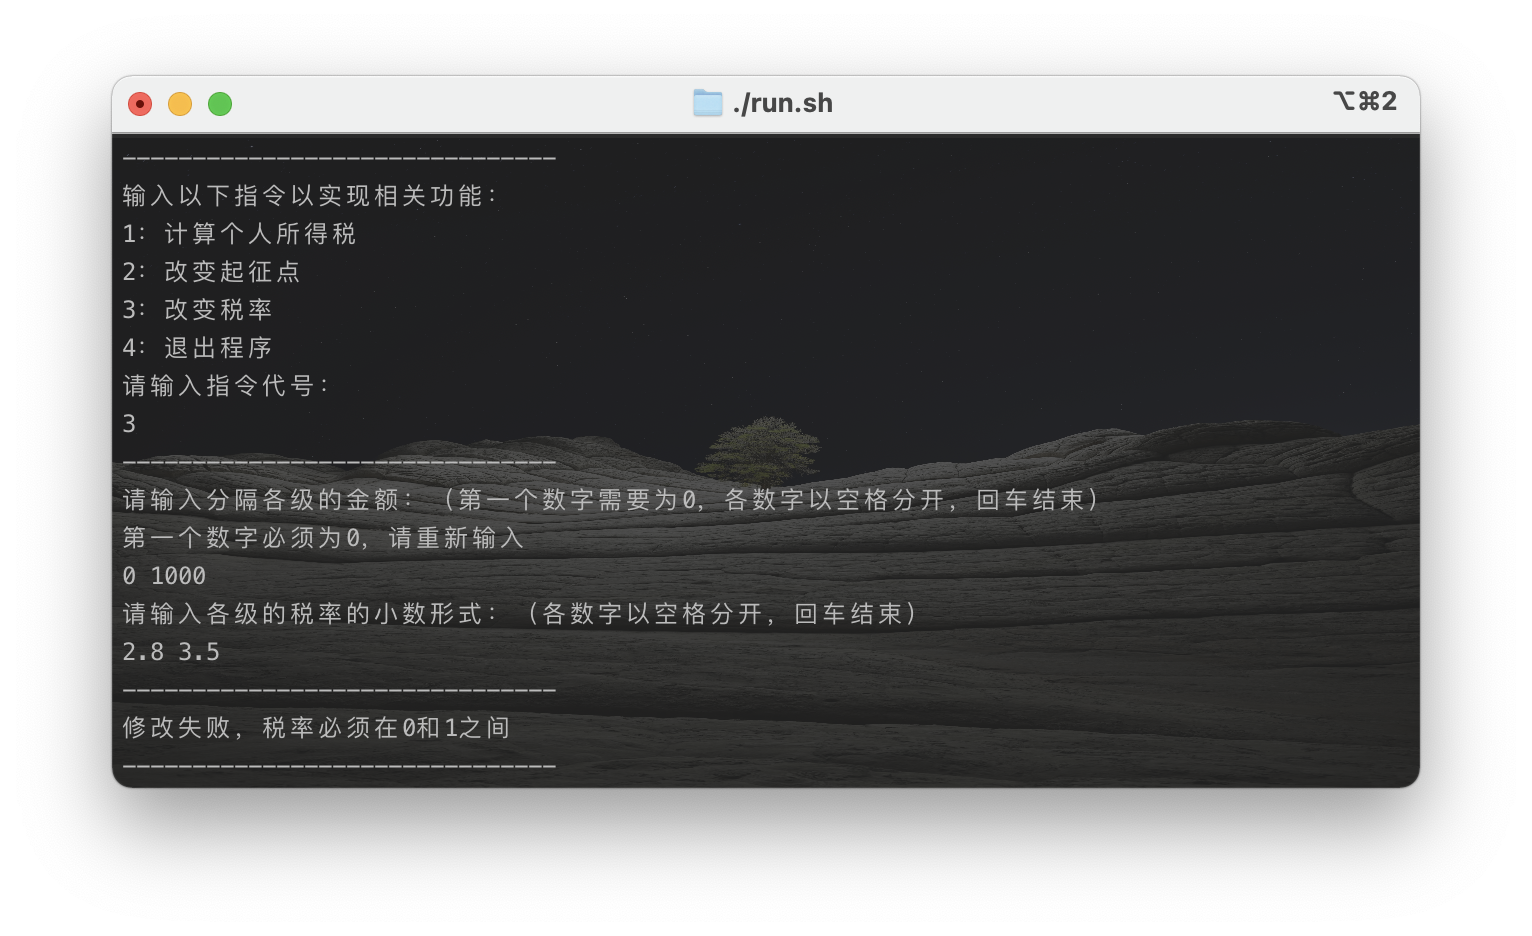 ./run.sh
⌥⌘2
-------------------------------
输入以下指令以实现相关功能：
1：计算个人所得税
2：改变起征点
3：改变税率
4：退出程序
请输入指令代号：
3
-------------------------------
请输入分隔各级的金额：（第一个数字需要为0，各数字以空格分开，回车结束）
第一个数字必须为0，请重新输入
0 1000
请输入各级的税率的小数形式：（各数字以空格分开，回车结束）
2.8 3.5
-------------------------------
修改失败，税率必须在0和1之间
-------------------------------